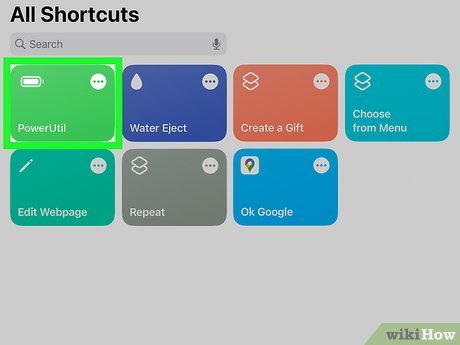 All Shortcuts
Search
PowerUtil
Water Eject
Create a Gift
Choose
from Menu
Edit Webpage
Repeat
Ok Google
wikiHow